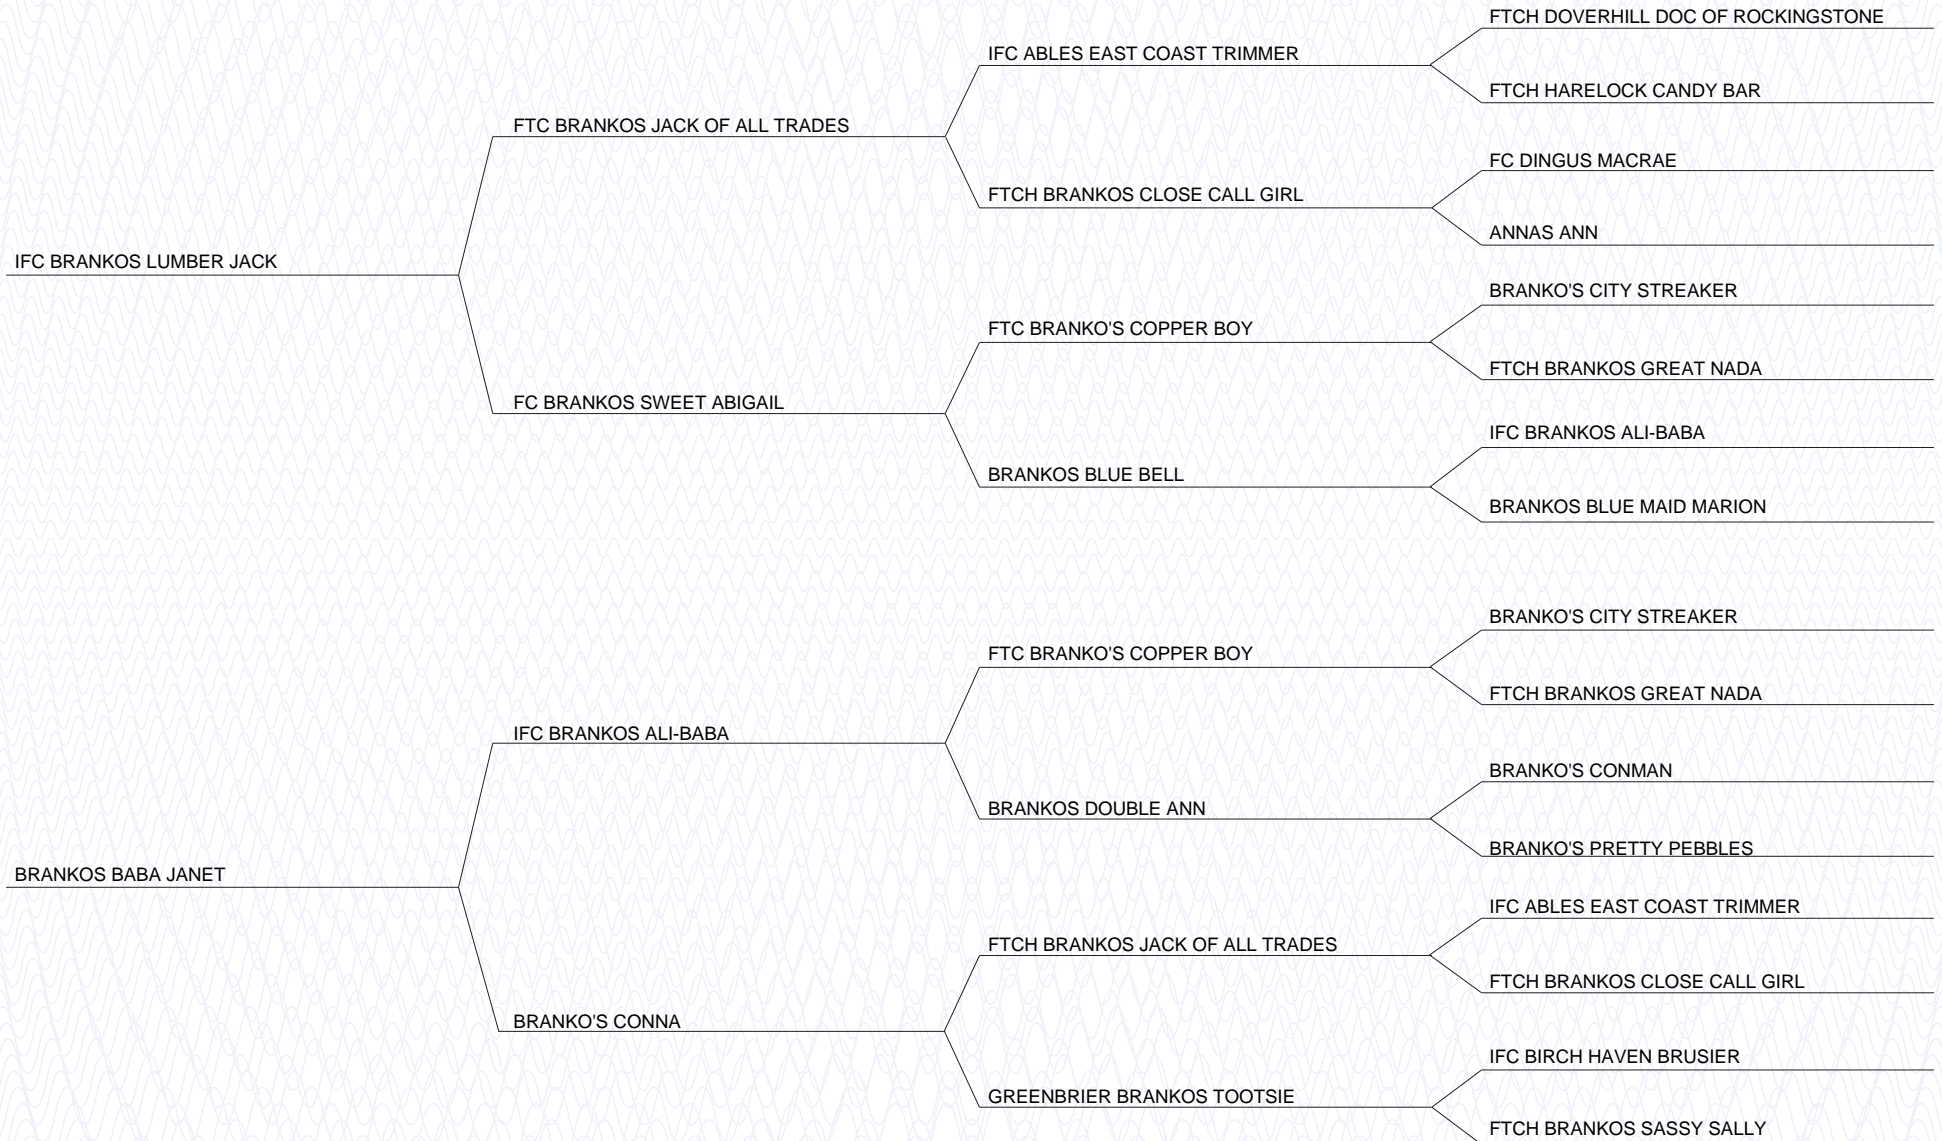 FTCH DOVERHILL DOC OF ROCKINGSTONE
IFC ABLES EAST COAST TRIMMER
FTCH HARELOCK CANDY BAR
FTC BRANKOS JACK OF ALL TRADES
FC DINGUS MACRAE
FTCH BRANKOS CLOSE CALL GIRL
ANNAS ANN
IFC BRANKOS LUMBER JACK
BRANKO'S CITY STREAKER
FTC BRANKO'S COPPER BOY
FTCH BRANKOS GREAT NADA
FC BRANKOS SWEET ABIGAIL
IFC BRANKOS ALI-BABA
BRANKOS BLUE BELL
BRANKOS BLUE MAID MARION
BRANKO'S CITY STREAKER
FTC BRANKO'S COPPER BOY
FTCH BRANKOS GREAT NADA
IFC BRANKOS ALI-BABA
BRANKO'S CONMAN
BRANKOS DOUBLE ANN
BRANKO'S PRETTY PEBBLES
BRANKOS BABA JANET
IFC ABLES EAST COAST TRIMMER
FTCH BRANKOS JACK OF ALL TRADES
FTCH BRANKOS CLOSE CALL GIRL
BRANKO'S CONNA
IFC BIRCH HAVEN BRUSIER
GREENBRIER BRANKOS TOOTSIE
FTCH BRANKOS SASSY SALLY